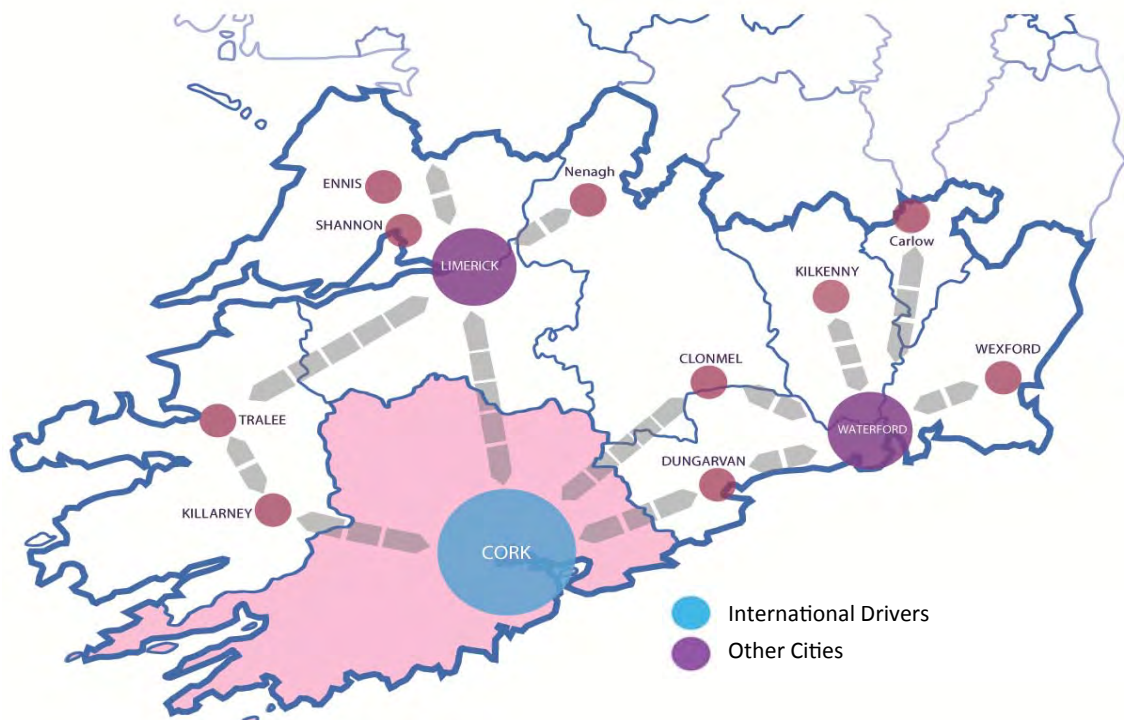 Nenagh
ENNIS
SHANNON
Carlow
LIMERICK
KILKENNY
WEXFORD
CLONMEL
TRALEE
WATERFORD
DUNGARVAN
KILLARNEY
CORK
International Drivers
Other Cities